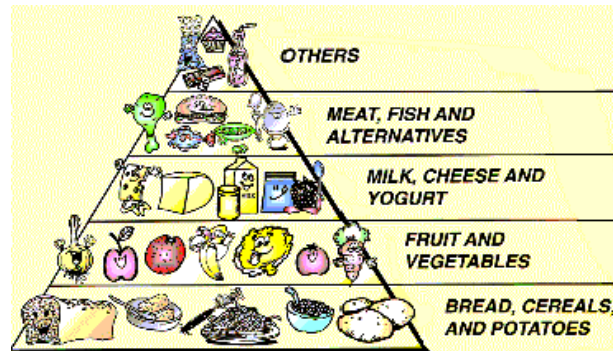 OTHERS
MEAT, FISH AND
ALTERNATIVES
MILK, CHEESE AND
YOGURT
FRUIT AND
VEGETABLES
BREAD, CEREALS,
AND POTATOES